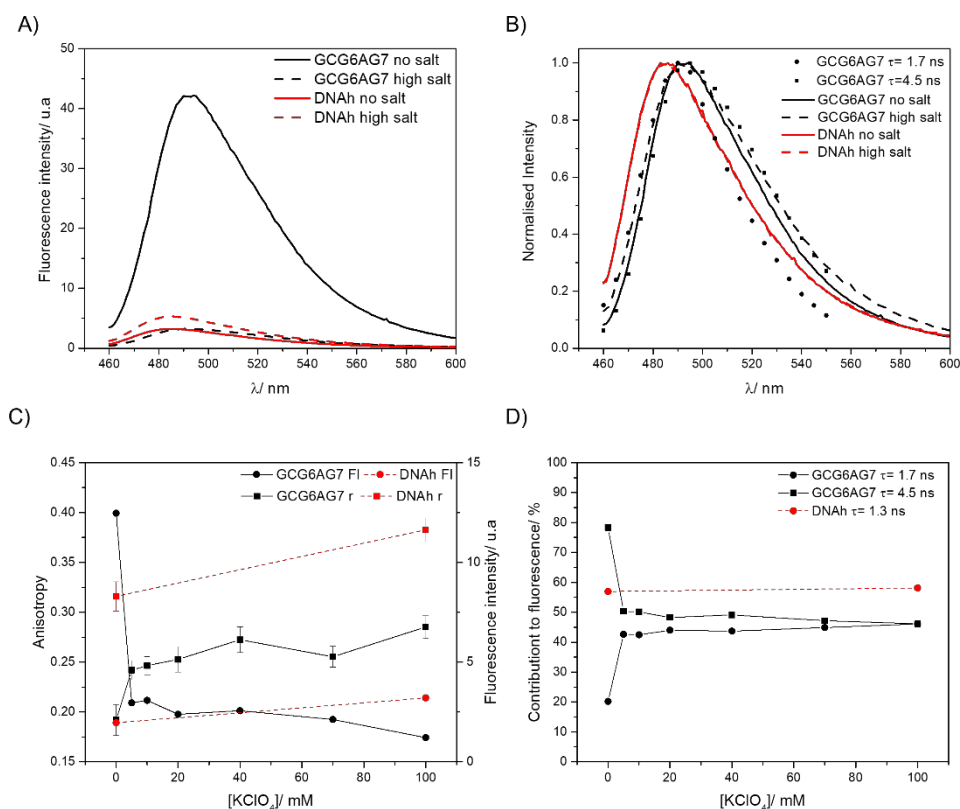 A)
50
40
30
20
10
0
Fluorescence intensity/ u.a
GCG6AG7 no salt
GCG6AG7 high salt
DNAh no salt
DNAh high salt
460 480 500 520 540 560 580 600
λ/ nm
B)
1.0
0.8
0.6
0.4
0.2
0.0
Normalised Intensity
GCG6AG7 τ= 1.7 ns
GCG6AG7 τ=4.5 ns
GCG6AG7 no salt
GCG6AG7 high salt
DNAh no salt
DNAh high salt
460 480 500 520 540 560 580 600
λ/ nm
C)
0.45
0.40
0.35
0.30
0.25
0.20
0.15
Anisotropy
GCG6AG7 Fl DNAh Fl
GCG6AG7 r DNAh r
15
10
5
0
Fluorescence intensity/ u.a
0 20 40 60 80 100
[KClO4]/ mM
D)
100
90
80
70
60
50
40
30
20
10
0
Contributiont to fluorescence/ %
GCG6AG7 τ= 1.7 ns
GCG6AG7 τ= 4.5 ns
DNAh τ= 1.3 ns
0 20 40 60 80 100
[KClO4]/ mM